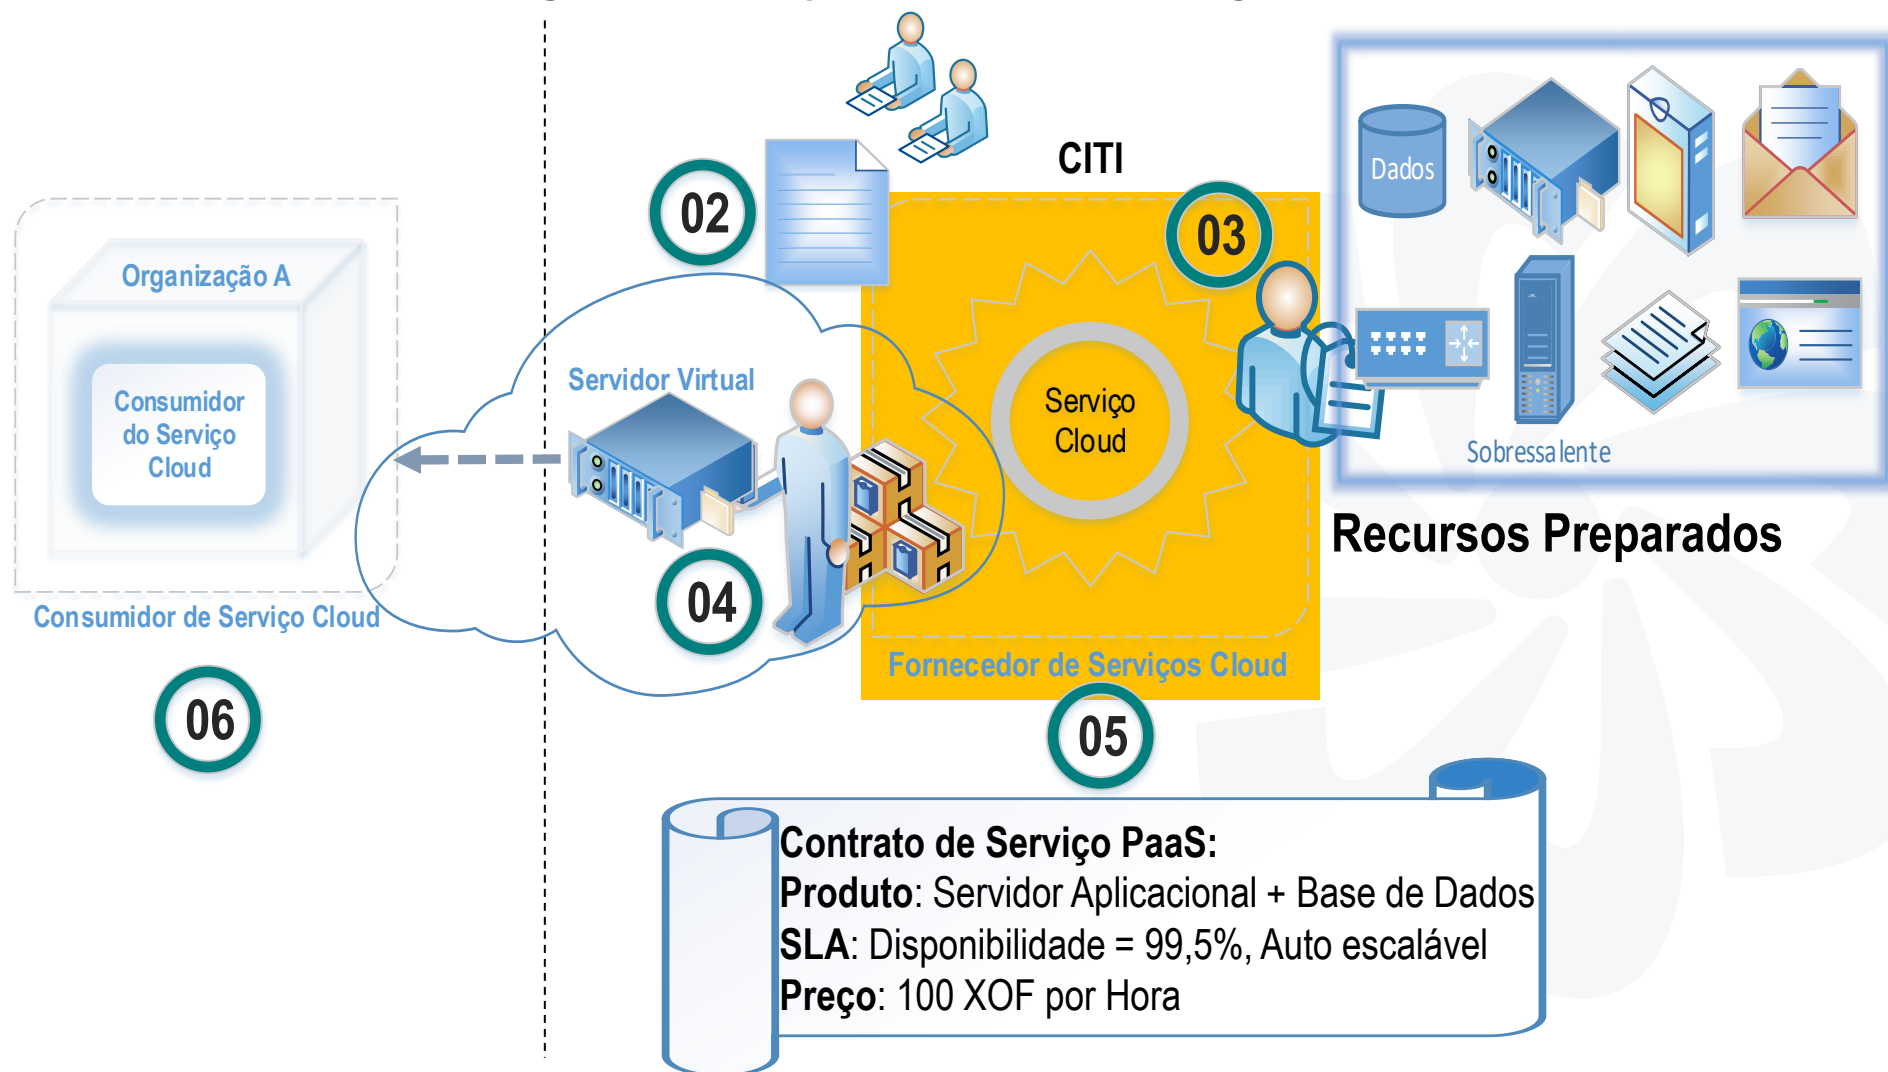 CITI
02
03
Dados
Organização A
Consumidor
do Serviço
Cloud
Servidor Virtual
Serviço
Cloud
Sobressalente
Recursos Preparados
04
Consumidor de Serviço Cloud
Fornecedor de Serviços Cloud
06
05
Contrato de Serviço PaaS:
Produto: Servidor Aplicacional + Base de Dados
SLA: Disponibilidade = 99,5%, Auto escalável
Preço: 100 XOF por Hora